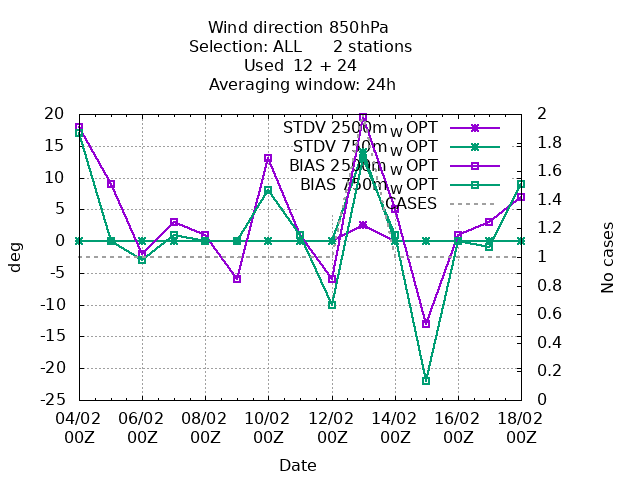 Wind direction 850hPa
Selection: ALL 2 stations
Used 12 + 24
Averaging window: 24h
STDV 2500m W OPT
STDV 750m W OPT
BIAS 2500m W OPT
BIAS 750m W OPT
CASES
20
15
10
5
0
-5
-10
-15
-20
-25
deg
2
1.8
1.6
1.4
1.2
1
0.8
0.6
0.4
0.2
0
No cases
04/02 06/02 08/02 10/02 12/02 14/02 16/02 18/02
00Z 00Z 00Z 00Z 00Z 00Z 00Z 00Z
Date